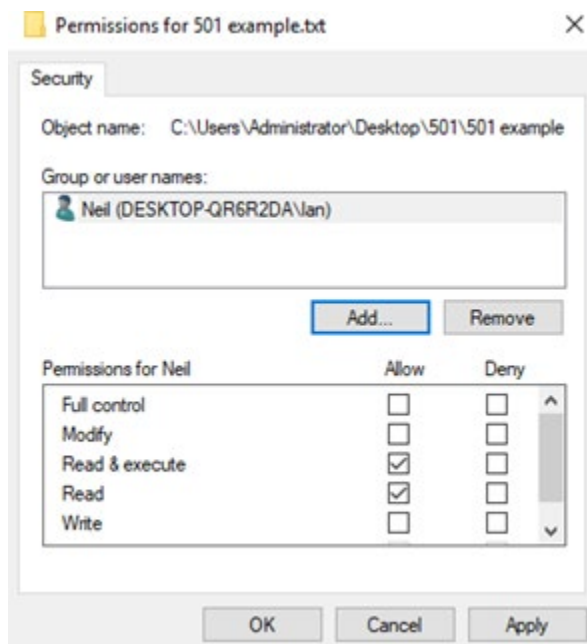 Permissions for 501 example.txt
Security
Object name: C:\Users\Administrator\Desktop\501\501 example
Group or user names:
Neil (DESKTOP-QR6R2DA\Ian)
Add... Remove
Permissions for Neil Allow Deny
Full control
Modify
Read & execute
Read
Write
OK Cancel Apply